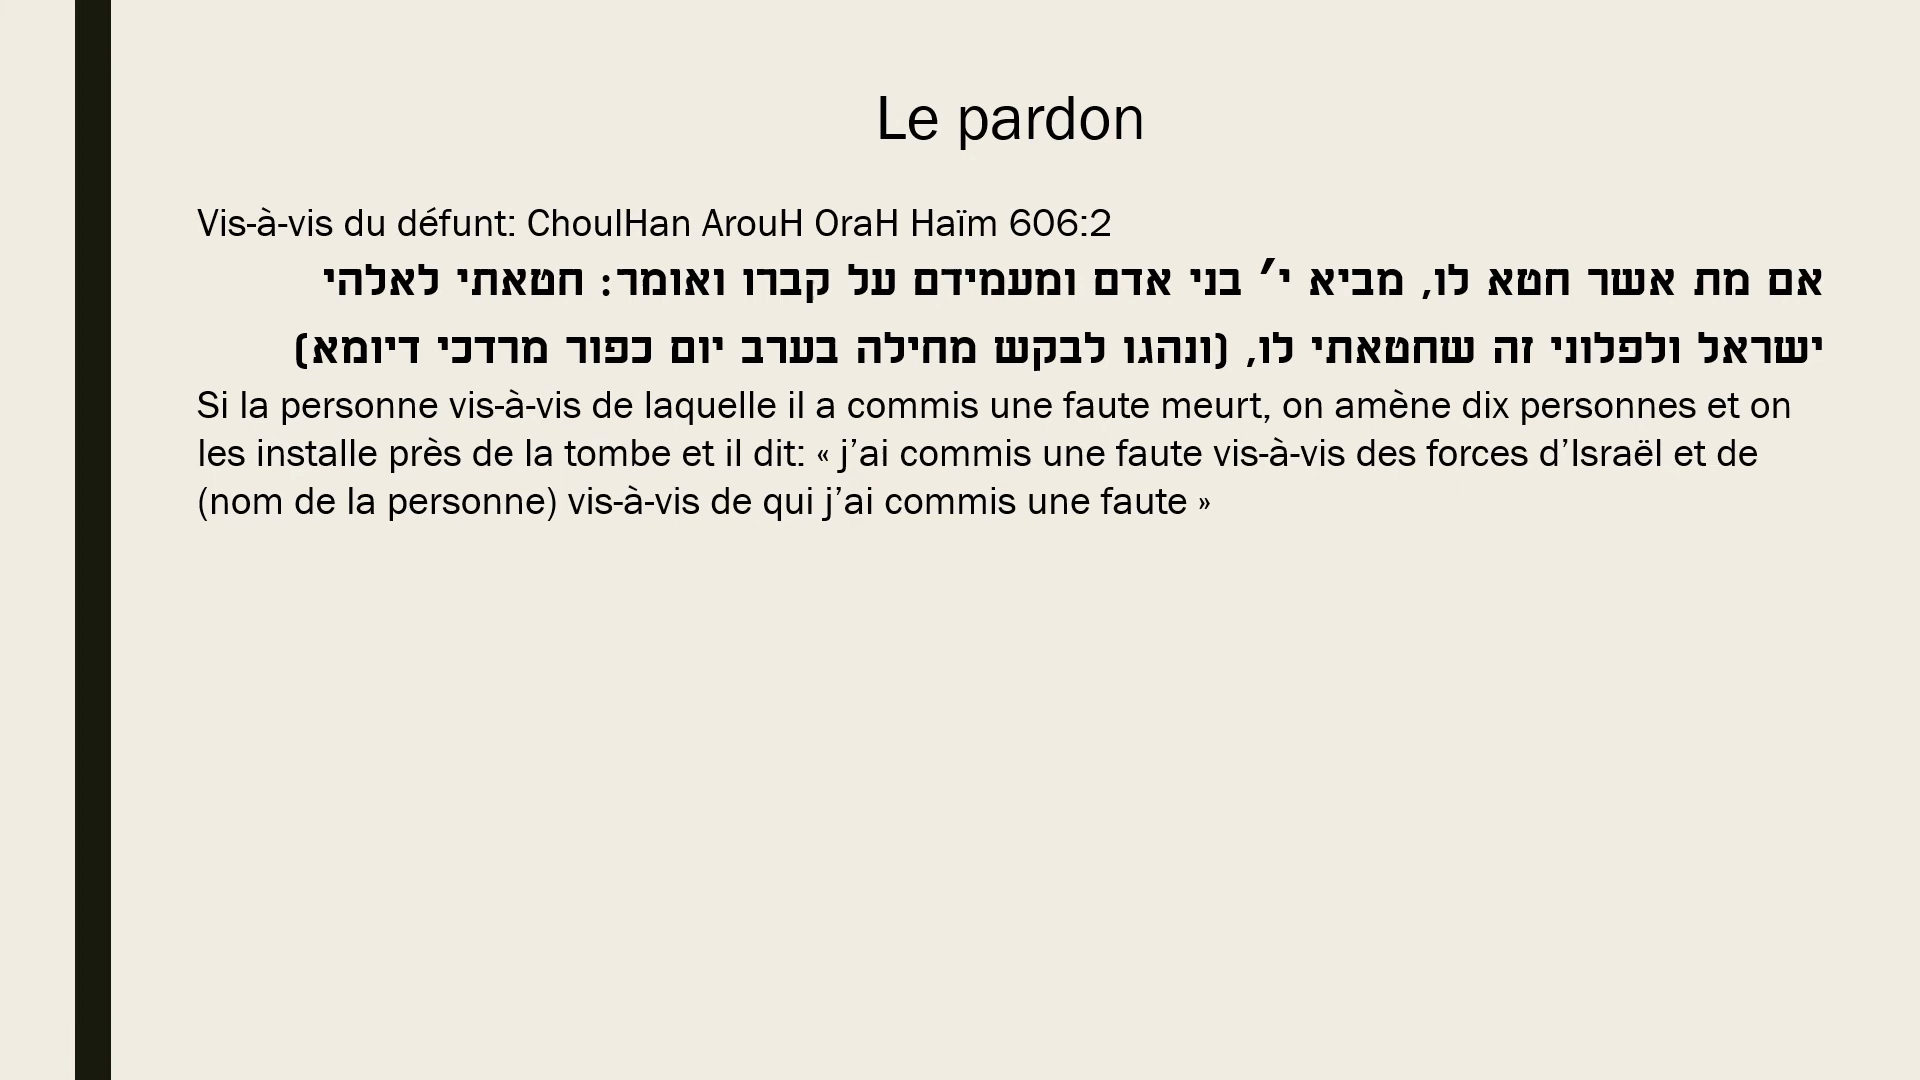 Le pardon
Vis-à-vis du défunt: ChoulHan ArouH OraH Haïm 606:2
אם מת אשר חטא לו, מביא י׳ בני אדם ומעמידם על קברו ואומר: חטאתי לאלהי
ישראל ולפלוני זה שחטאתי לו, (ונהגו לבקש מחילה בערב יום כפור מרדכי דיומא)
Si la personne vis-à-vis de laquelle il a commis une faute meurt, on amène dix personnes et on
les installe près de la tombe et il dit: « j’ai commis une faute vis-à-vis des forces d’Israël et de
(nom de la personne) vis-à-vis de qui j’ai commis une faute »